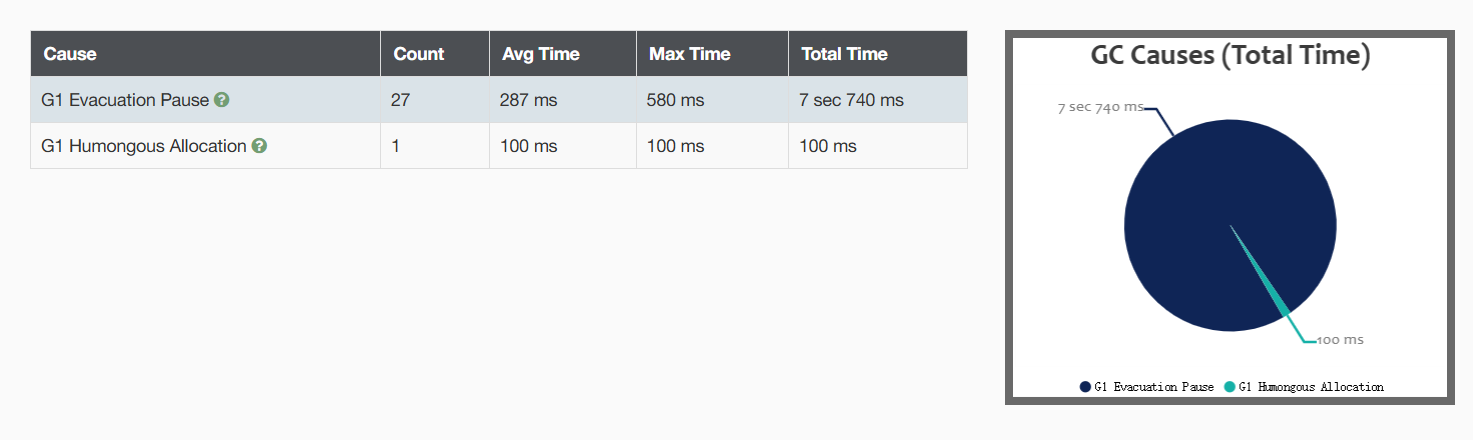 Cause Count Avg Time Max Time Total Time
G1 Evacuation Pause ? 27 287 ms 580 ms 7 sec 740 ms
G1 Humongous Allocation ? 1 100 ms 100 ms 100 ms
GC Causes (Total Time)
7 sec 740 ms
100 ms
G1 Evacuation Pause G1 Humongous Allocation